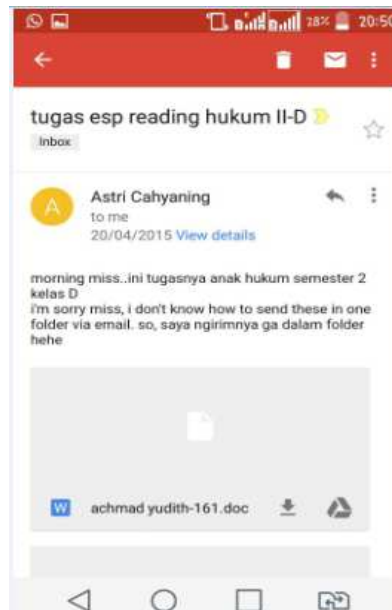 28% 20:50
tugas esp reading hukum II-D
Inbox
A
Astri Cahyaning
to me
20/04/2015 View details
morning miss..ini tugasnya anak hukum semester 2
kelas D
i'm sorry miss, i don't know how to send these in one
folder via email. so, saya ngirimnya ga dalam folder
hehe
W achmad yudith-161.doc